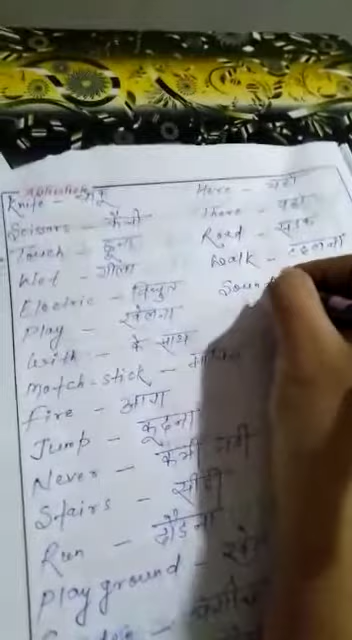 Knife - चाकू
Scissors - कैंची
Touch - छूना
Wet - गीला
Electric - विद्युत
Play - खेलना
With - के साथ
Match-stick -
Fire - आग
Jump - कूदना
Never - कभी नहीं
Stairs - सीढ़ी
Run - दौड़ना
Play ground -
Here - यहाँ
There - वहाँ
Road - सड़क
Walk - टहलना